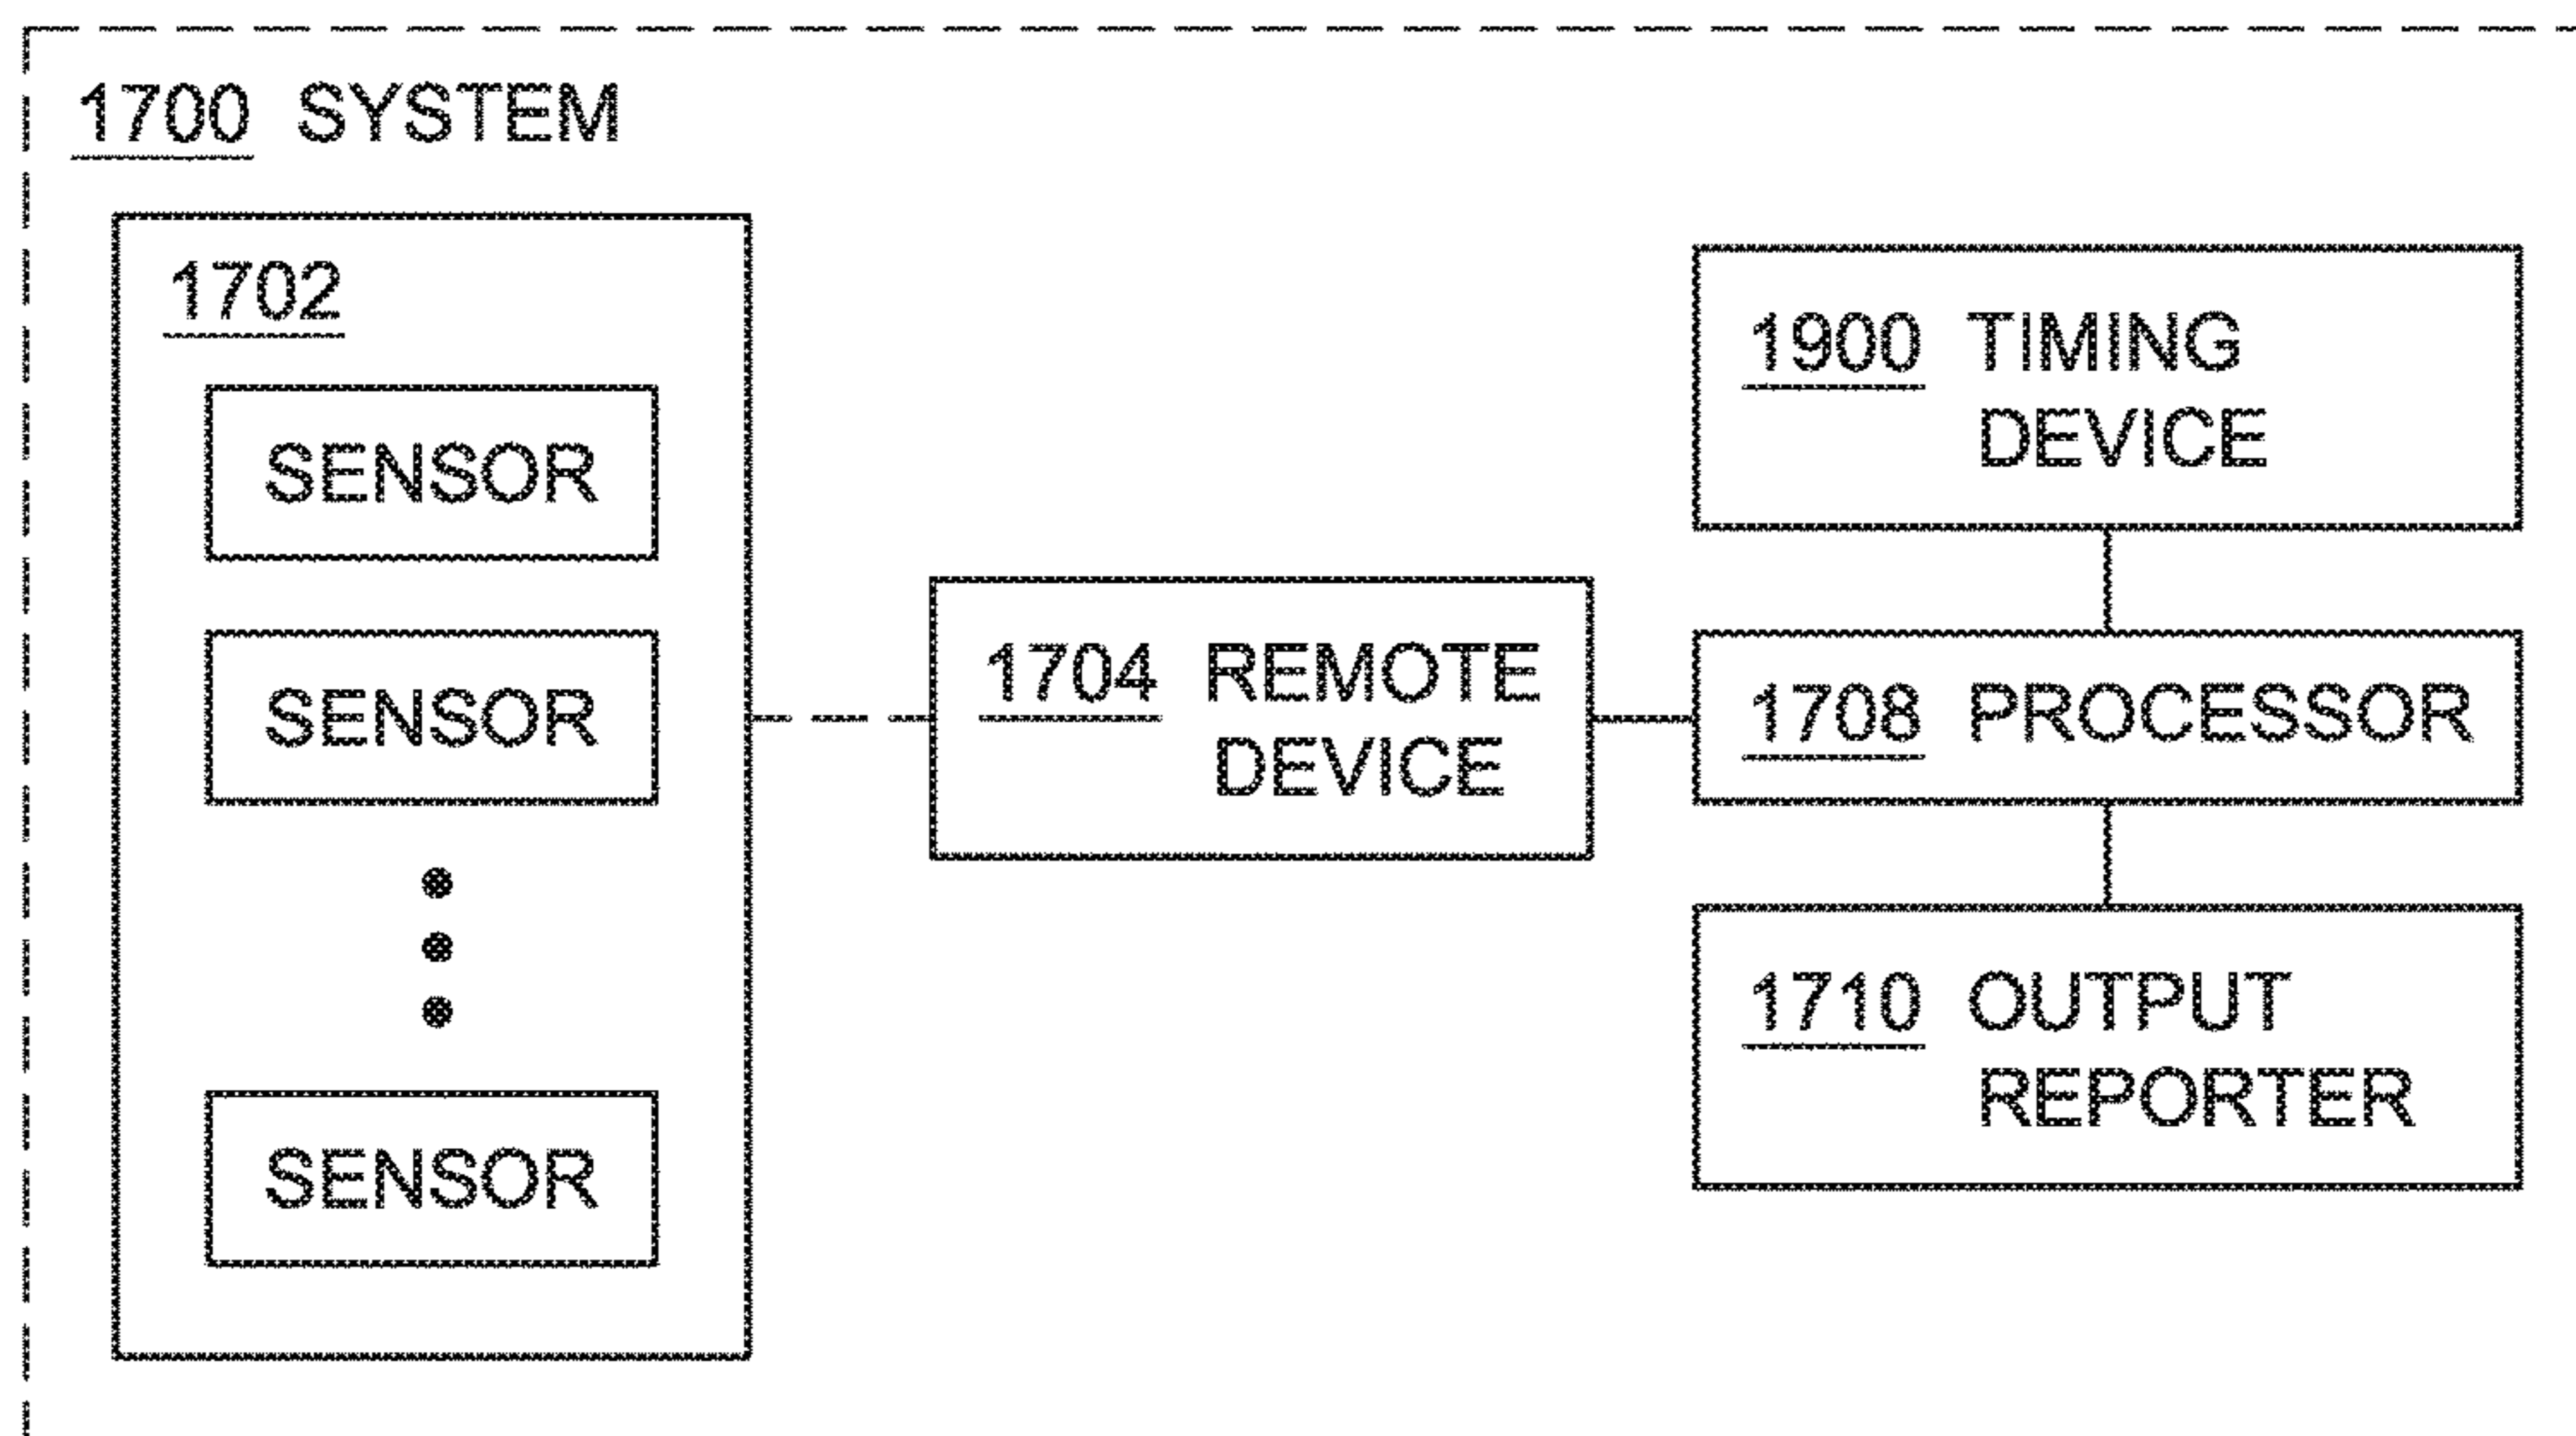 1700 SYSTEM
1702
SENSOR
SENSOR
SENSOR
1704 REMOTE
DEVICE
1900 TIMING
DEVICE
1708 PROCESSOR
1710 OUTPUT
REPORTER